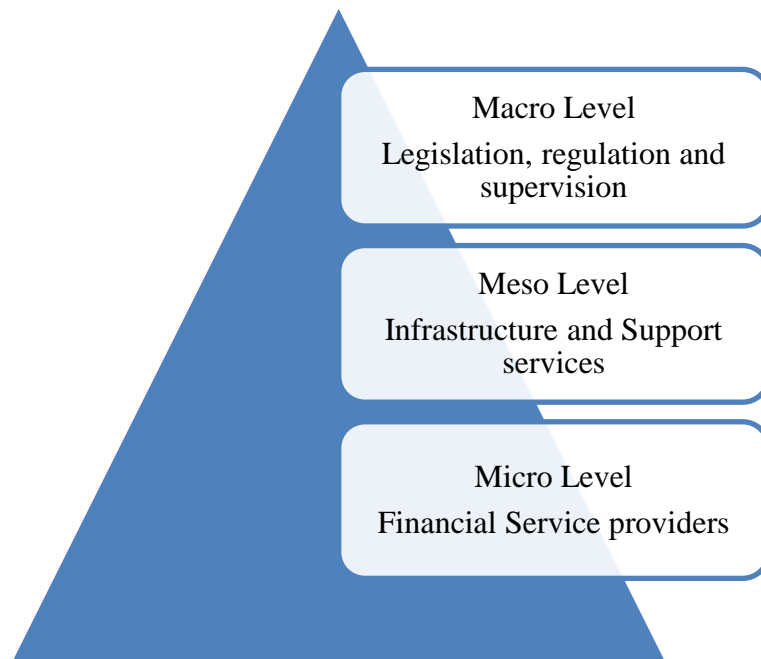 Macro Level
Legislation, regulation and
supervision
Meso Level
Infrastructure and Support
services
Micro Level
Financial Service providers